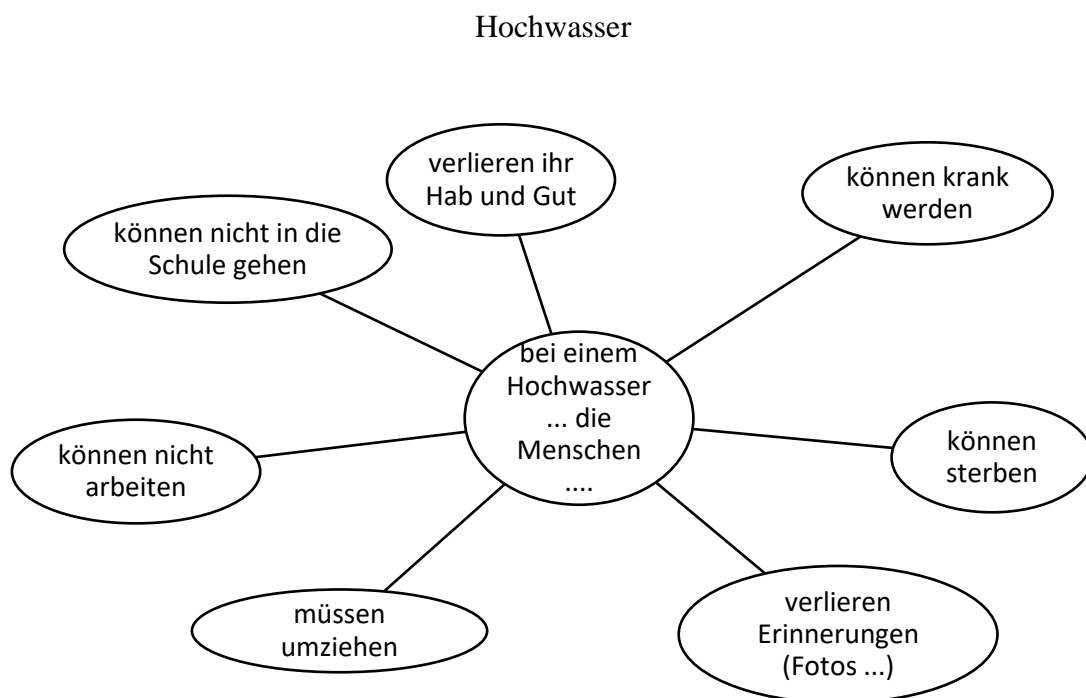 Hochwasser
verlieren ihr
Hab und Gut
können krank
werden
können nicht in die
Schule gehen
bei einem
Hochwasser
... die
Menschen
....
können nicht
arbeiten
können
sterben
müssen
umziehen
verlieren
Erinnerungen
(Fotos ...)